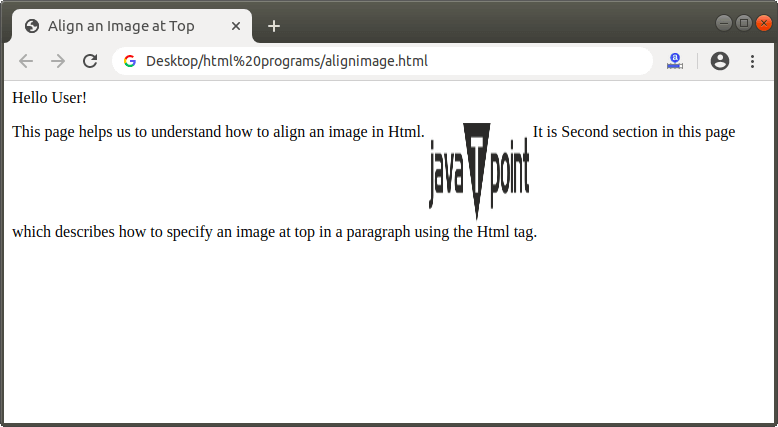 Align an Image at Top
Desktop/html%20programs/alignimage.html
Hello User!
This page helps us to understand how to align an image in Html. java T point It is Second section in this page
which describes how to specify an image at top in a paragraph using the Html tag.